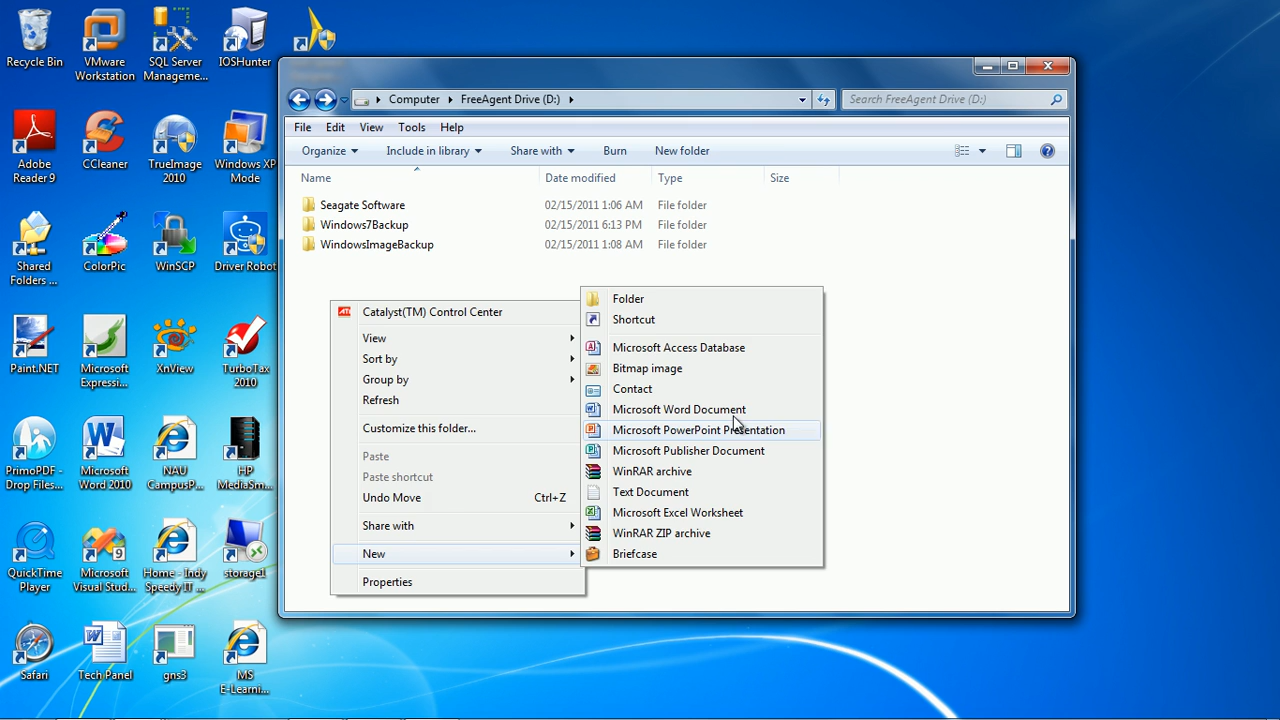 Recycle Bin
VMware
Workstation
SQL Server
Manageme...
IOSHunter
Adobe
Reader 9
CCleaner
TrueImage
2010
Windows XP
Mode
Shared
Folders ...
ColorPic
WinSCP
Driver Robot
Paint.NET
Microsoft
Expressi...
XnView
TurboTax
2010
PrimoPDF -
Drop Files...
Microsoft
Word 2010
NAU
CampusP...
HP
MediaSm...
QuickTime
Player
Microsoft
Visual Stud...
Home - Indy
Speedy IT ...
storage1
Safari
Tech Panel
gns3
MS
E-Learni...
Computer FreeAgent Drive (D:)
Search FreeAgent Drive (D:)
File Edit View Tools Help
Organize Include in library Share with Burn New folder
Name Date modified Type Size
Seagate Software 02/15/2011 1:06 AM File folder
Windows7Backup 02/15/2011 6:13 PM File folder
WindowsImageBackup 02/15/2011 1:08 AM File folder
Catalyst(TM) Control Center
View
Sort by
Group by
Refresh
Customize this folder...
Paste
Paste shortcut
Undo Move Ctrl+Z
Share with
New
Properties
Folder
Shortcut
Microsoft Access Database
Bitmap image
Contact
Microsoft Word Document
Microsoft PowerPoint Presentation
Microsoft Publisher Document
WinRAR archive
Text Document
Microsoft Excel Worksheet
WinRAR ZIP archive
Briefcase